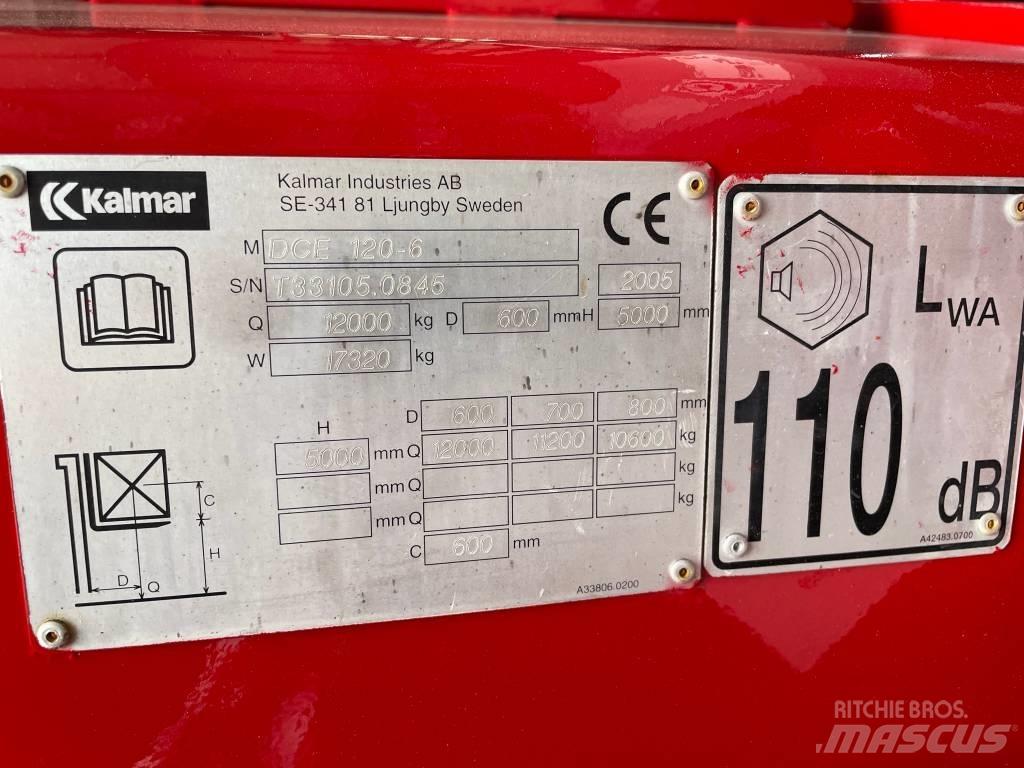 Kalmar
Kalmar Industries AB
SE-341 81 Ljungby Sweden
CE
M DCE 120-6
S/N T33105.0845 2005
Q 12000 kg D 600 mm H 5000 mm
W 17320 kg
H D 600 700 800 mm
5000 mm Q 12000 11200 10600 kg
mm Q kg
mm Q kg
C 600 mm
C
H
D Q
A33806.0200
LWA
110
dB
A42483.0700
RITCHIE BROS.
MASCUS